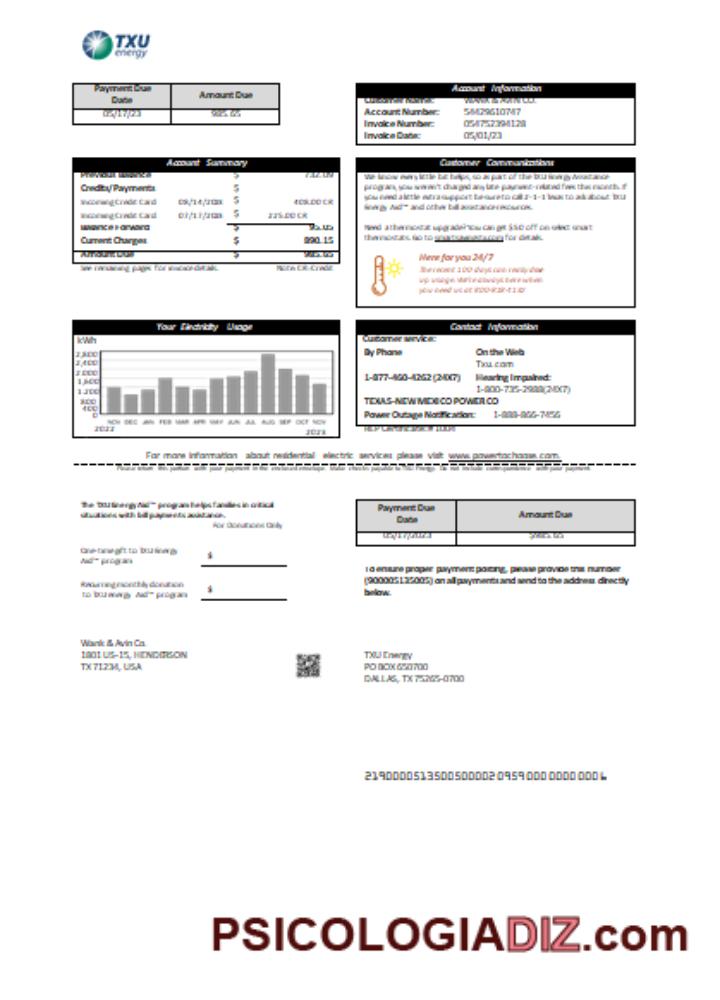 TXU
energy
Payment Due
Date
Amount Due
05/17/23
985.65
Account Information
Customer Name: WANK & AVIN CO.
Account Number: 54429610747
Invoice Number: 054752394128
Invoice Date: 05/01/23
Account Summary
Previous Balance $ 732.09
Credits/Payments $
Incoming Credit Card $ 409.00 CR
Incoming Credit Card 07/17/2023 $ 225.00 CR
Balance Forward $ 95.05
Current Charges $ 890.15
Amount Due $ 985.65
See remaining pages for invoice details. Note: CR-Credit
Customer Communications
We know every little bit helps, so as part of the TXU Energy Assistance
program, you weren't charged any late payment-related fees this month. If
you need a little extra support be sure to call 2-1-1 Texas to ask about TXU
Energy Aid℠ and other bill assistance resources.
Need a thermostat upgrade? You can get $50 off on select smart
thermostats. Go to for details.
Here for you 24/7
The recent 100 days can really drive
up usage. We're always here when
you need us at
Your Electricity Usage
kWh
2,800
2,400
2,000
1,600
1,200
800
400
0
NOV DEC JAN FEB MAR APR MAY JUN JUL AUG SEP OCT NOV
2022 2023
Contact Information
Customer service:
By Phone On the Web
Txu.com
1-877-460-4262 (24X7) Hearing Impaired:
1-800-735-2988(24X7)
TEXAS-NEW MEXICO POWER CO
Power Outage Notification: 1-888-866-7456
REP Certificate# 1004
For more information about residential electric services please visit www.powertochoose.com.
Please return this portion with your payment in the enclosed envelope. Make checks payable to TXU Energy. Do not include correspondence with your payment.
The TXU Energy Aid℠ program helps families in critical
situations with bill payments assistance.
For Donations Only
One-time gift to TXU Energy
Aid℠ program $
Recurring monthly donation
to TXU energy Aid℠ program $
Payment Due
Date
Amount Due
05/17/2023
$985.65
To ensure proper payment posting, please provide this number
(900005135005) on all payments and send to the address directly
below.
Wank & Avin Co.
1801 US-15, HENDERSON
TX 71234, USA
TXU Energy
PO BOX 650700
DALLAS, TX 75265-0700
PSICOLOGIADIZ.com